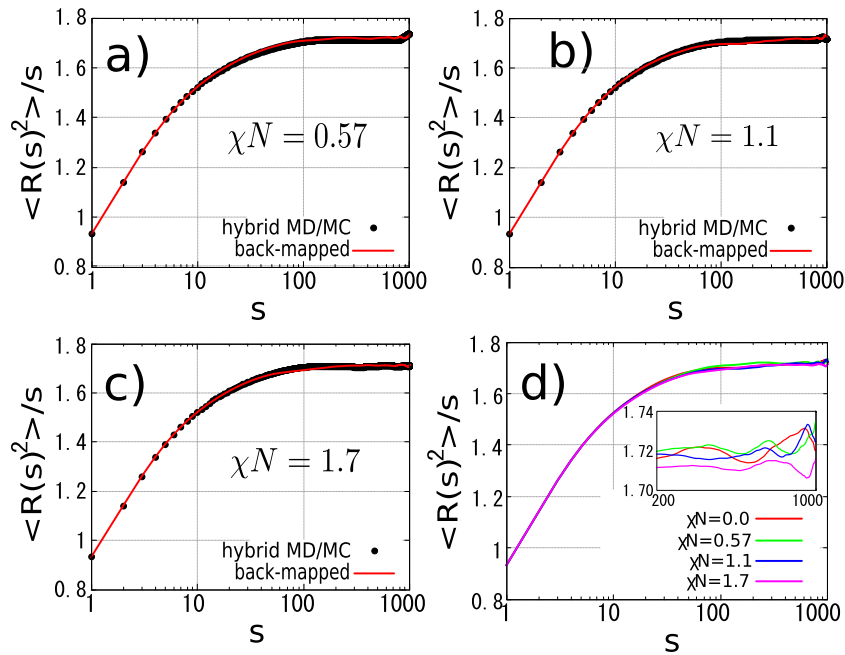 1.8
1.6
1.4
1.2
1
0.8
<R(s)²>/s
a)
χN = 0.57
hybrid MD/MC
back-mapped
1 10 100 1000
s
1.8
1.6
1.4
1.2
1
0.8
<R(s)²>/s
b)
χN = 1.1
hybrid MD/MC
back-mapped
1 10 100 1000
s
1.8
1.6
1.4
1.2
1
0.8
<R(s)²>/s
c)
χN = 1.7
hybrid MD/MC
back-mapped
1 10 100 1000
s
1.8
1.6
1.4
1.2
1
0.8
<R(s)²>/s
d)
1.74
1.72
1.70
200 1000
χN=0.0
χN=0.57
χN=1.1
χN=1.7
1 10 100 1000
s